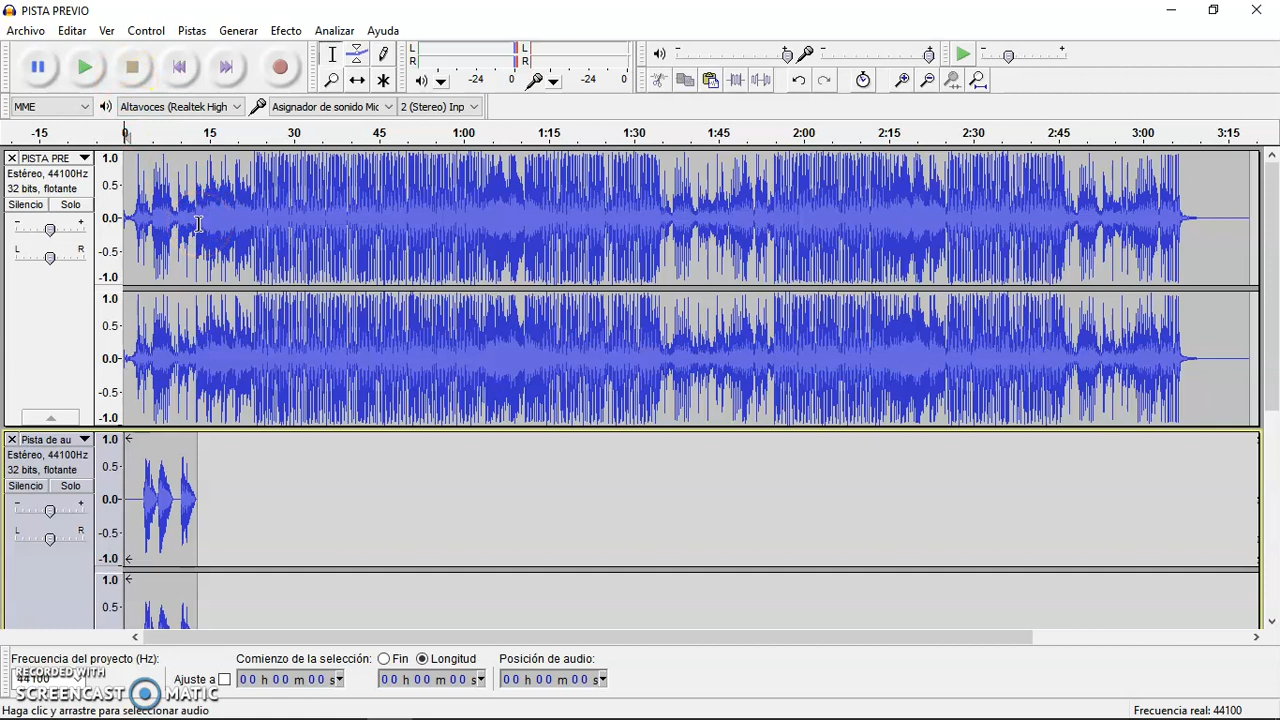 PISTA PREVIO
Archivo Editar Ver Control Pistas Generar Efecto Analizar Ayuda
L L
R R
-24 0 -24 0
MME Altavoces (Realtek High Asignador de sonido Mic 2 (Stereo) Inp
-15 0 15 30 45 1:00 1:15 1:30 1:45 2:00 2:15 2:30 2:45 3:00 3:15
PISTA PRE
Estéreo, 44100Hz
32 bits, flotante
Silencio Solo
- +
L R
1.0
0.5
0.0
-0.5
-1.0
1.0
0.5
0.0
-0.5
-1.0
Pista de au
Estéreo, 44100Hz
32 bits, flotante
Silencio Solo
- +
L R
1.0
0.5
0.0
-0.5
-1.0
1.0
0.5
Frecuencia del proyecto (Hz): Comienzo de la selección: Fin Longitud Posición de audio:
44100 Ajuste a 00 h 00 m 00 s 00 h 00 m 00 s 00 h 00 m 00 s
RECORDED WITH
SCREENCAST MATIC
Haga clic y arrastre para seleccionar audio Frecuencia real: 44100